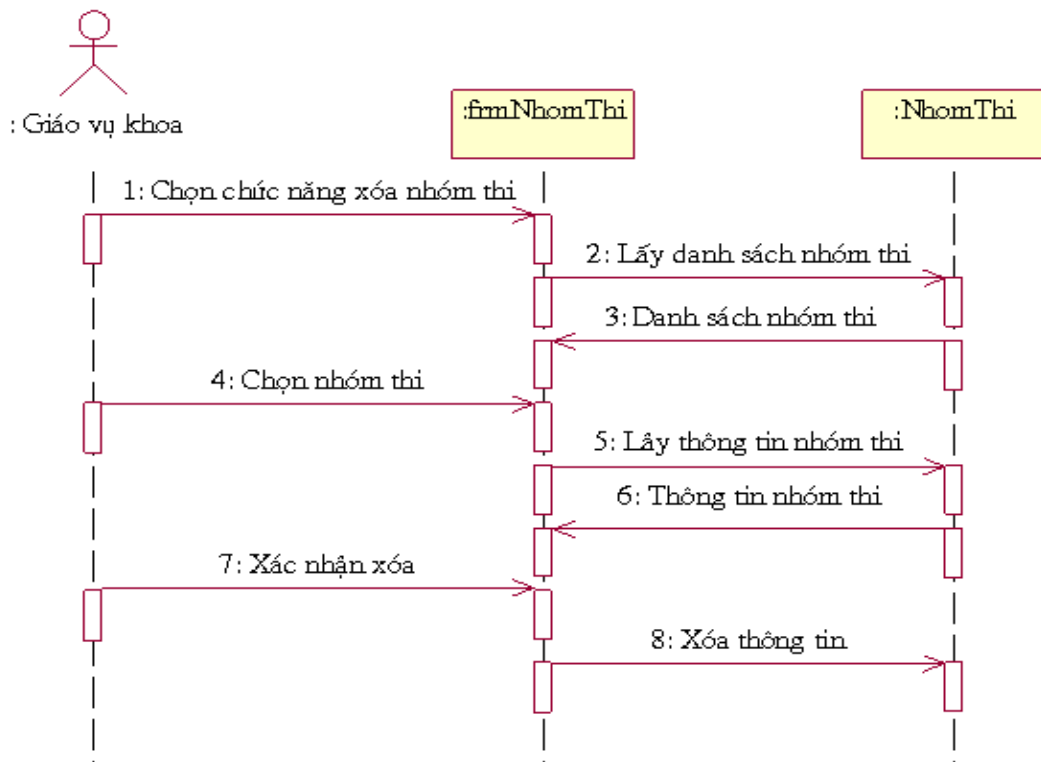 : Giáo vụ khoa
:frmNhomThi
:NhomThi
1: Chọn chức năng xóa nhóm thi
2: Lấy danh sách nhóm thi
3: Danh sách nhóm thi
4: Chọn nhóm thi
5: Lây thông tin nhóm thi
6: Thông tin nhóm thi
7: Xác nhận xóa
8: Xóa thông tin